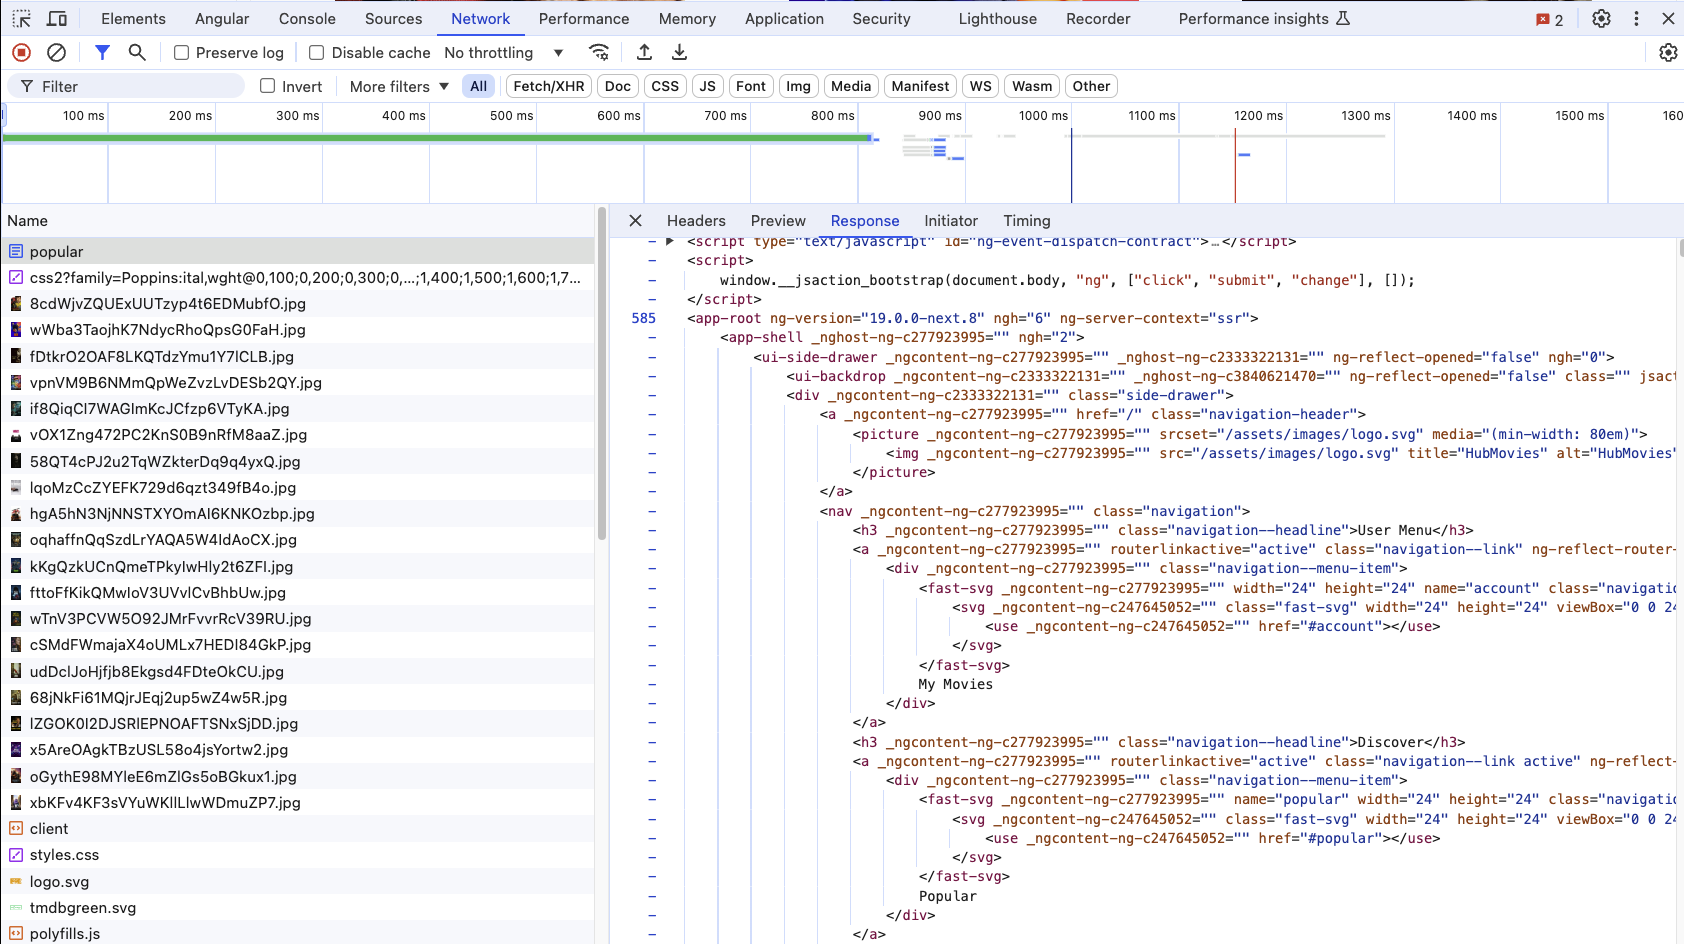 Elements Angular Console Sources Network Performance Memory Application Security Lighthouse Recorder Performance insights 2
Preserve log Disable cache No throttling
Filter Invert More filters All Fetch/XHR Doc CSS JS Font Img Media Manifest WS Wasm Other
100 ms 200 ms 300 ms 400 ms 500 ms 600 ms 700 ms 800 ms 900 ms 1000 ms 1100 ms 1200 ms 1300 ms 1400 ms 1500 ms 160
Name
popular
css2?family=Poppins:ital,wght@0,100;0,200;0,300;0,...;1,400;1,500;1,600;1,7...
8cdWjvZQUExUUTzyp4t6EDMubfO.jpg
wWba3TaojhK7NdycRhoQpsG0FaH.jpg
fDtkrO2OAF8LKQTdzYmu1Y7lCLB.jpg
vpnVM9B6NMmQpWeZvzLvDESb2QY.jpg
if8QiqCI7WAGImKcJCfzp6VTyKA.jpg
vOX1Zng472PC2KnS0B9nRfM8aaZ.jpg
58QT4cPJ2u2TqWZkterDq9q4yxQ.jpg
lqoMzCcZYEFK729d6qzt349fB4o.jpg
hgA5hN3NjNNSTXYOmAI6KNKOzbp.jpg
oqhaffnQqSzdLrYAQA5W4IdAoCX.jpg
kKgQzkUCnQmeTPkyIwHly2t6ZFI.jpg
fttoFfKikQMwIoV3UVvlCvBhbUw.jpg
wTnV3PCVW5O92JMrFvvrRcV39RU.jpg
cSMdFWmajaX4oUMLx7HEDI84GkP.jpg
udDclJoHjfjb8Ekgsd4FDteOkCU.jpg
68jNkFi61MQjrJEqj2up5wZ4w5R.jpg
lZGOK0I2DJSRlEPNOAFTSNxSjDD.jpg
x5AreOAgkTBzUSL58o4jsYortw2.jpg
oGythE98MYleE6mZlGs5oBGkux1.jpg
xbKFv4KF3sVYuWKllLlwWDmuZP7.jpg
client
styles.css
logo.svg
tmdbgreen.svg
polyfills.js
Headers Preview Response Initiator Timing
<script type="text/javascript" id="ng-event-dispatch-contract">…</script>
<script>
window.__jsaction_bootstrap(document.body, "ng", ["click", "submit", "change"], []);
</script>
585 <app-root ng-version="19.0.0-next.8" ngh="6" ng-server-context="ssr">
<app-shell _nghost-ng-c277923995="" ngh="2">
<ui-side-drawer _ngcontent-ng-c277923995="" _nghost-ng-c2333322131="" ng-reflect-opened="false" ngh="0">
<ui-backdrop _ngcontent-ng-c2333322131="" _nghost-ng-c3840621470="" ng-reflect-opened="false" class="" jsact
<div _ngcontent-ng-c2333322131="" class="side-drawer">
<a _ngcontent-ng-c277923995="" href="/" class="navigation-header">
<picture _ngcontent-ng-c277923995="" srcset="/assets/images/logo.svg" media="(min-width: 80em)">
<img _ngcontent-ng-c277923995="" src="/assets/images/logo.svg" title="HubMovies" alt="HubMovies"
</picture>
</a>
<nav _ngcontent-ng-c277923995="" class="navigation">
<h3 _ngcontent-ng-c277923995="" class="navigation--headline">User Menu</h3>
<a _ngcontent-ng-c277923995="" routerlinkactive="active" class="navigation--link" ng-reflect-router-
<div _ngcontent-ng-c277923995="" class="navigation--menu-item">
<fast-svg _ngcontent-ng-c277923995="" width="24" height="24" name="account" class="navigatio
<svg _ngcontent-ng-c247645052="" class="fast-svg" width="24" height="24" viewBox="0 0 24
<use _ngcontent-ng-c247645052="" href="#account"></use>
</svg>
</fast-svg>
My Movies
</div>
</a>
<h3 _ngcontent-ng-c277923995="" class="navigation--headline">Discover</h3>
<a _ngcontent-ng-c277923995="" routerlinkactive="active" class="navigation--link active" ng-reflect-
<div _ngcontent-ng-c277923995="" class="navigation--menu-item">
<fast-svg _ngcontent-ng-c277923995="" name="popular" width="24" height="24" class="navigatio
<svg _ngcontent-ng-c247645052="" class="fast-svg" width="24" height="24" viewBox="0 0 24
<use _ngcontent-ng-c247645052="" href="#popular"></use>
</svg>
</fast-svg>
Popular
</div>
</a>